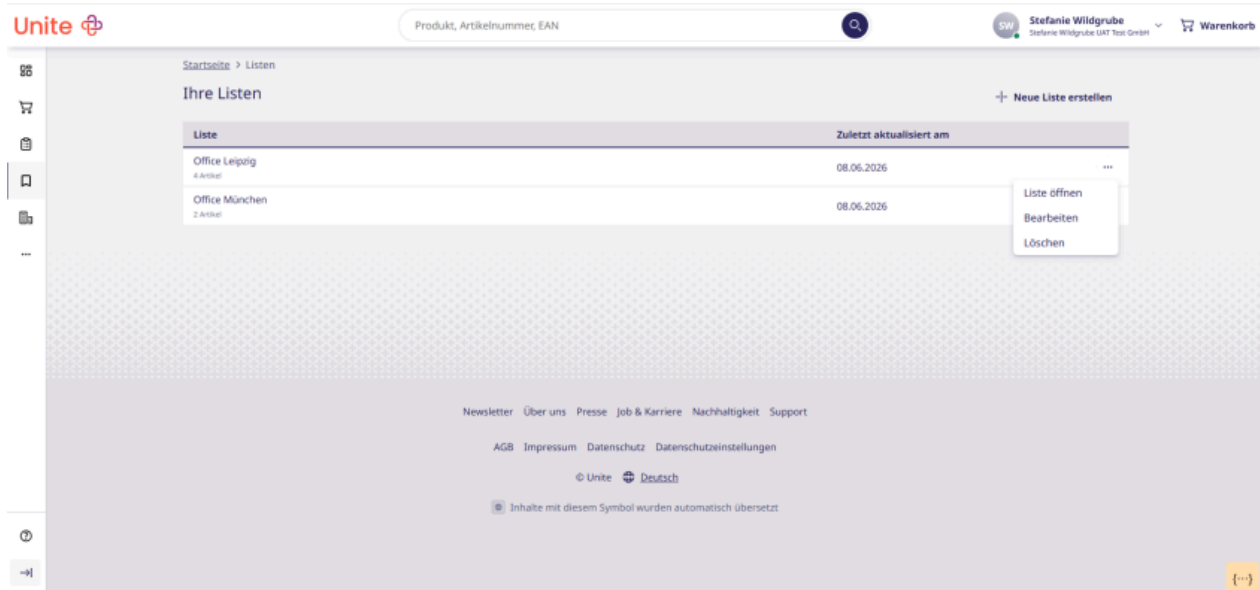 Unite
Produkt, Artikelnummer, EAN
SW
Stefanie Wildgrube
Stefanie Wildgrube UAT Test GmbH
Warenkorb
Startseite > Listen
Ihre Listen
Neue Liste erstellen
Liste Zuletzt aktualisiert am
Office Leipzig
4 Artikel
08.06.2026
...
Liste öffnen
Bearbeiten
Löschen
Office München
2 Artikel
08.06.2026
Newsletter Über uns Presse Job & Karriere Nachhaltigkeit Support
AGB Impressum Datenschutz Datenschutzeinstellungen
© Unite Deutsch
Inhalte mit diesem Symbol wurden automatisch übersetzt
{...}